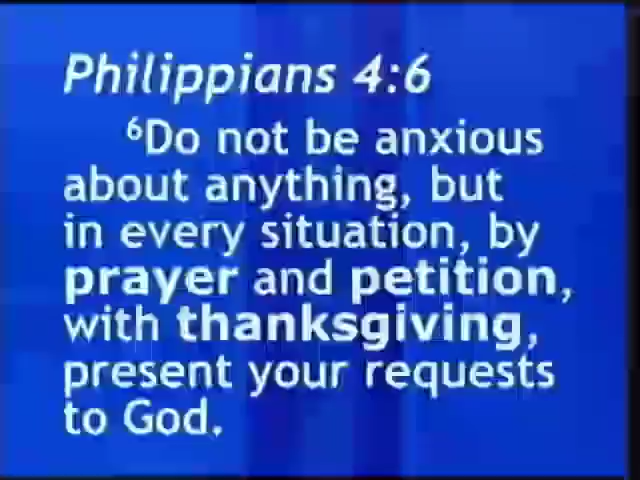 Philippians 4:6
⁶Do not be anxious
about anything, but
in every situation, by
prayer and petition,
with thanksgiving,
present your requests
to God.